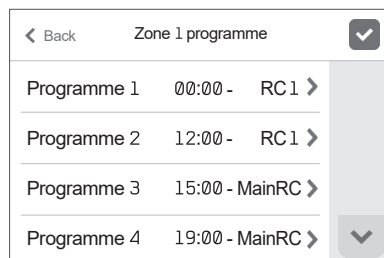 Back Zone 1 programme
Programme 1 00:00 - RC1
Programme 2 12:00 - RC1
Programme 3 15:00 - MainRC
Programme 4 19:00 - MainRC